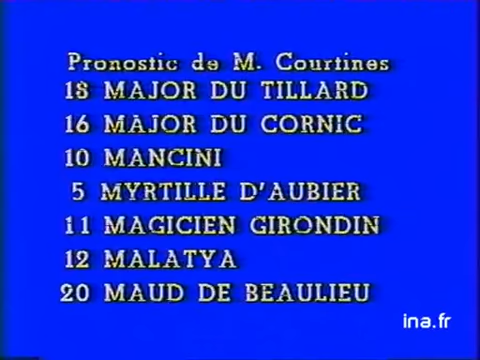 Pronostic de M. Courtines
18 MAJOR DU TILLARD
16 MAJOR DU CORNIC
10 MANCINI
5 MYRTILLE D'AUBIER
11 MAGICIEN GIRONDIN
12 MALATYA
20 MAUD DE BEAULIEU
ina.fr